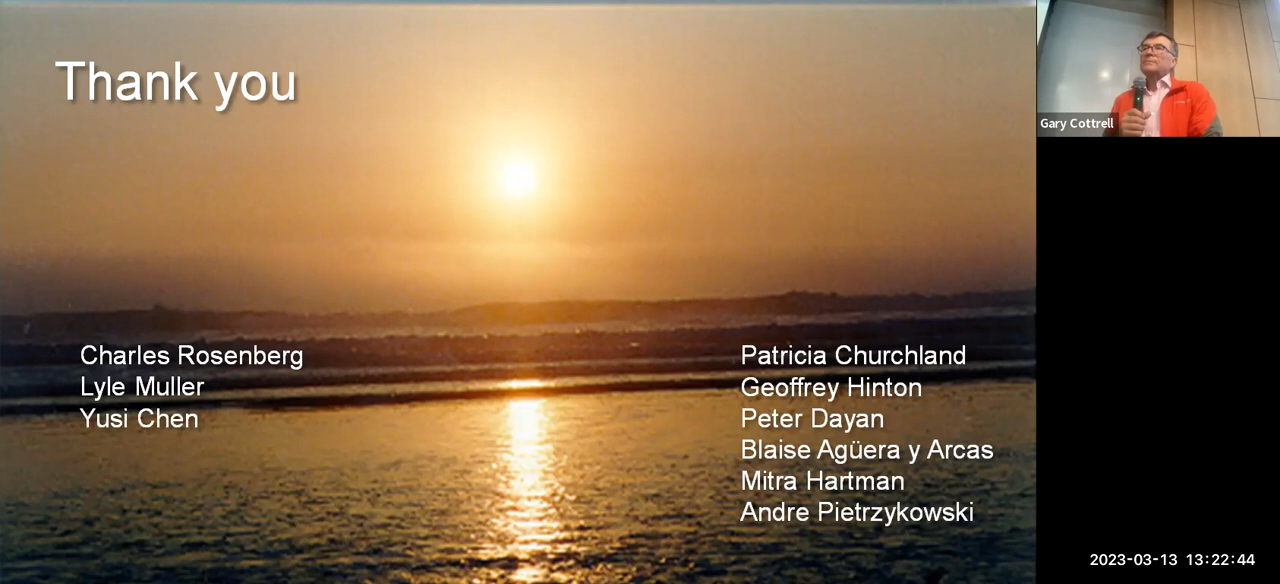 Thank you
Charles Rosenberg
Lyle Muller
Yusi Chen
Patricia Churchland
Geoffrey Hinton
Peter Dayan
Blaise Agüera y Arcas
Mitra Hartman
Andre Pietrzykowski
Gary Cottrell
2023-03-13 13:22:44